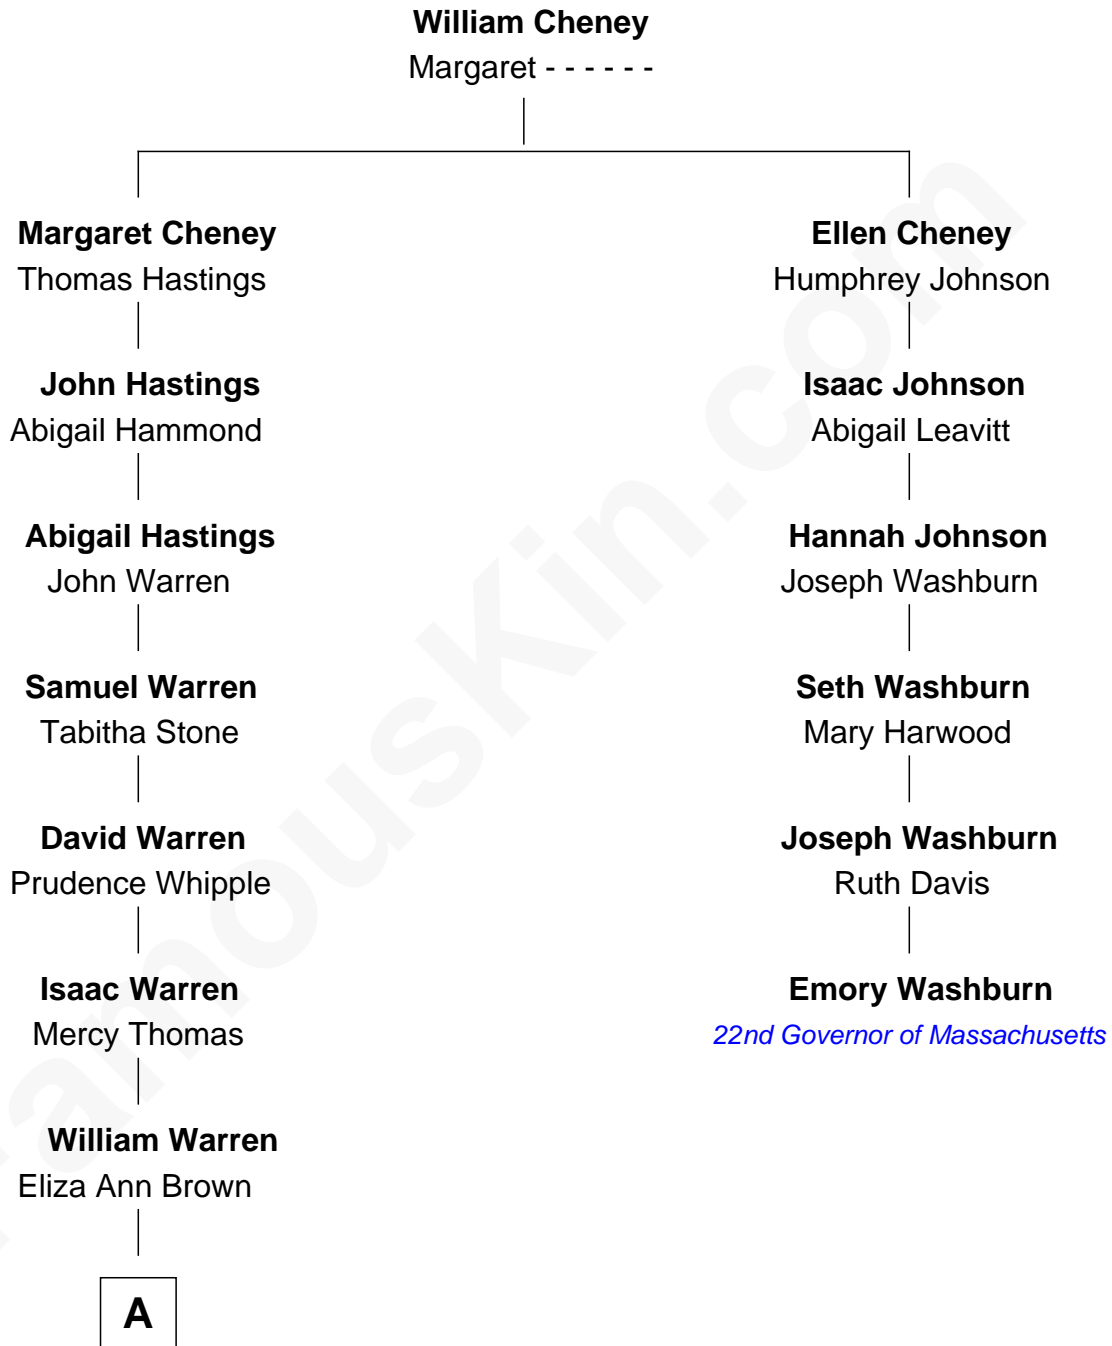 William Cheney
Margaret - - - - - -
Margaret Cheney
Thomas Hastings
Ellen Cheney
Humphrey Johnson
John Hastings
Abigail Hammond
Isaac Johnson
Abigail Leavitt
Abigail Hastings
John Warren
Hannah Johnson
Joseph Washburn
Samuel Warren
Tabitha Stone
Seth Washburn
Mary Harwood
David Warren
Prudence Whipple
Joseph Washburn
Ruth Davis
Isaac Warren
Mercy Thomas
Emory Washburn
22nd Governor of Massachusetts
William Warren
Eliza Ann Brown
A
FamousKin.com